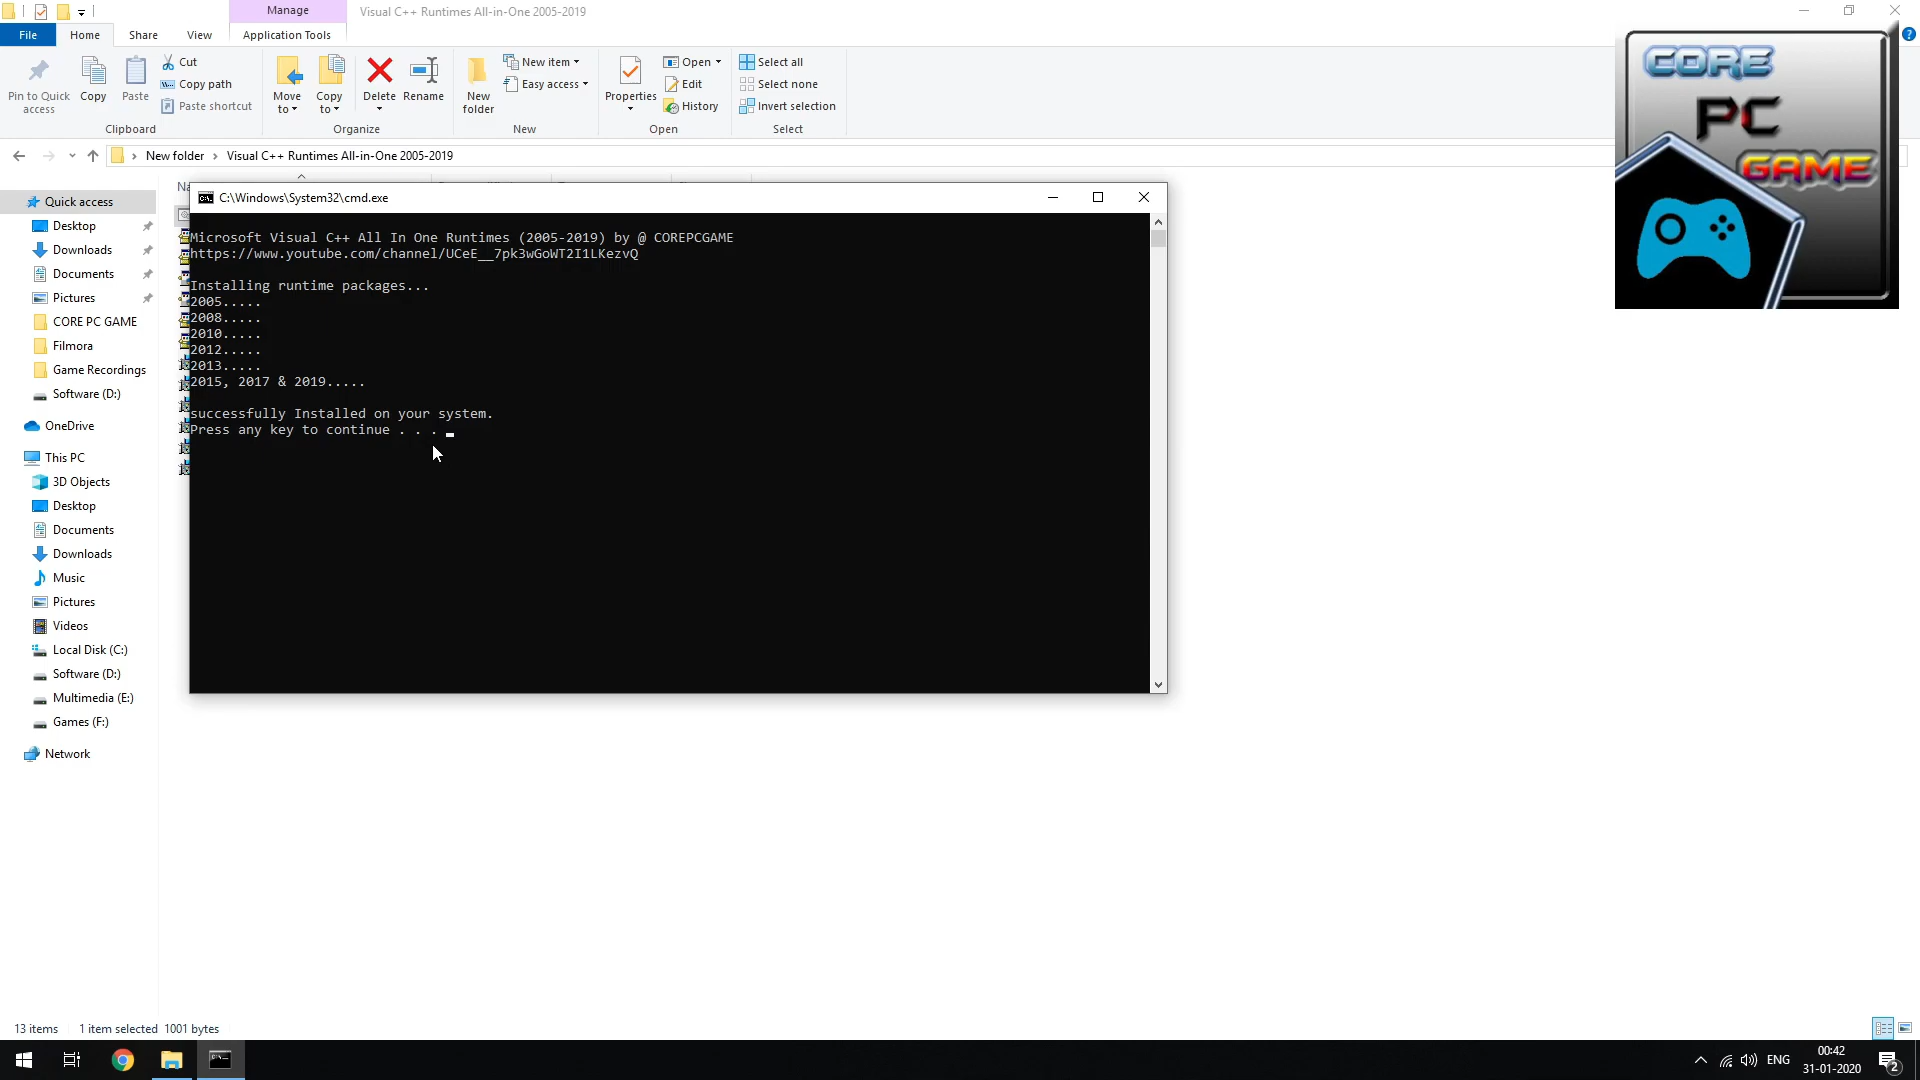 Manage
Visual C++ Runtimes All-in-One 2005-2019
File
Home
Share
View
Application Tools
Pin to Quick access
Copy
Paste
Cut
Copy path
Paste shortcut
Clipboard
Move to
Copy to
Delete
Rename
Organize
New folder
New item
Easy access
New
Properties
Open
Edit
History
Open
Select all
Select none
Invert selection
Select
New folder > Visual C++ Runtimes All-in-One 2005-2019
CORE
PC
GAME
Quick access
Desktop
Downloads
Documents
Pictures
CORE PC GAME
Filmora
Game Recordings
Software (D:)
OneDrive
This PC
3D Objects
Desktop
Documents
Downloads
Music
Pictures
Videos
Local Disk (C:)
Software (D:)
Multimedia (E:)
Games (F:)
Network
C:\Windows\System32\cmd.exe
Microsoft Visual C++ All In One Runtimes (2005-2019) by @ COREPCGAME
https://www.youtube.com/channel/UCeE__7pk3wGoWT2I1LKezvQ
Installing runtime packages...
2005.....
2008.....
2010.....
2012.....
2013.....
2015, 2017 & 2019.....
successfully Installed on your system.
Press any key to continue . . .
13 items
1 item selected 1001 bytes
ENG
00:42
31-01-2020
2